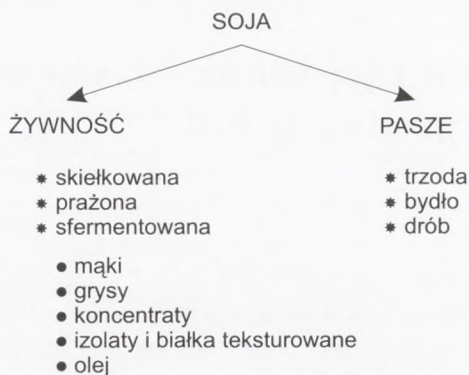 SOJA
ŻYWNOŚĆ
* skiełkowana
* prażona
* sfermentowana
● mąki
● grysy
● koncentraty
● izolaty i białka teksturowane
● olej
PASZE
* trzoda
* bydło
* drób